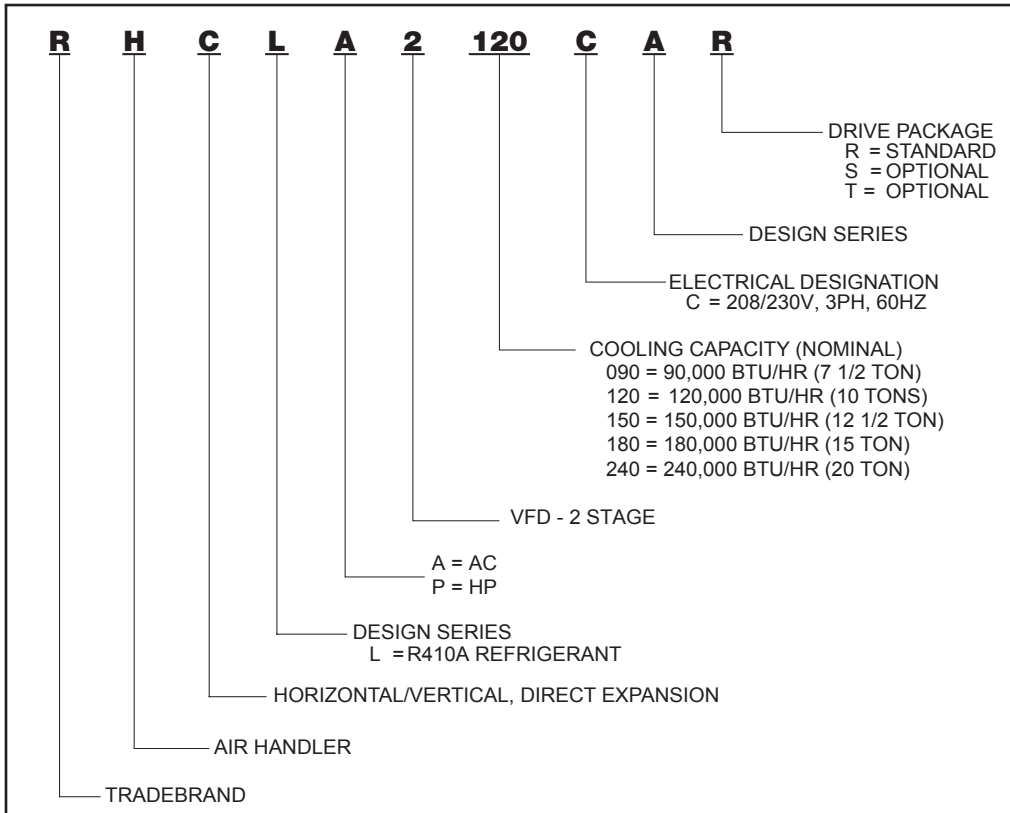 R H C L A 2 120 C A R
DRIVE PACKAGE
R = STANDARD
S = OPTIONAL
T = OPTIONAL
DESIGN SERIES
ELECTRICAL DESIGNATION
C = 208/230V, 3PH, 60HZ
COOLING CAPACITY (NOMINAL)
090 = 90,000 BTU/HR (7 1/2 TON)
120 = 120,000 BTU/HR (10 TONS)
150 = 150,000 BTU/HR (12 1/2 TON)
180 = 180,000 BTU/HR (15 TON)
240 = 240,000 BTU/HR (20 TON)
VFD - 2 STAGE
A = AC
P = HP
DESIGN SERIES
L = R410A REFRIGERANT
HORIZONTAL/VERTICAL, DIRECT EXPANSION
AIR HANDLER
TRADEBRAND